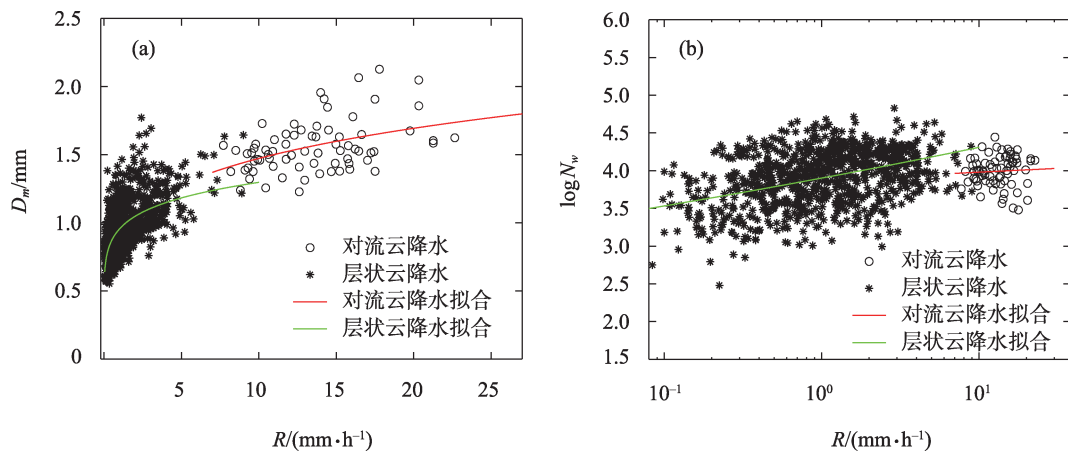 (a)
2.5
2.0
1.5
1.0
0.5
0
D_m/mm
对流云降水
层状云降水
对流云降水拟合
层状云降水拟合
5
10
15
20
25
R/(mm·h⁻¹)
(b)
6.0
5.5
5.0
4.5
4.0
3.5
3.0
2.5
2.0
1.5
logN_w
对流云降水
层状云降水
对流云降水拟合
层状云降水拟合
10⁻¹
10⁰
10¹
R/(mm·h⁻¹)